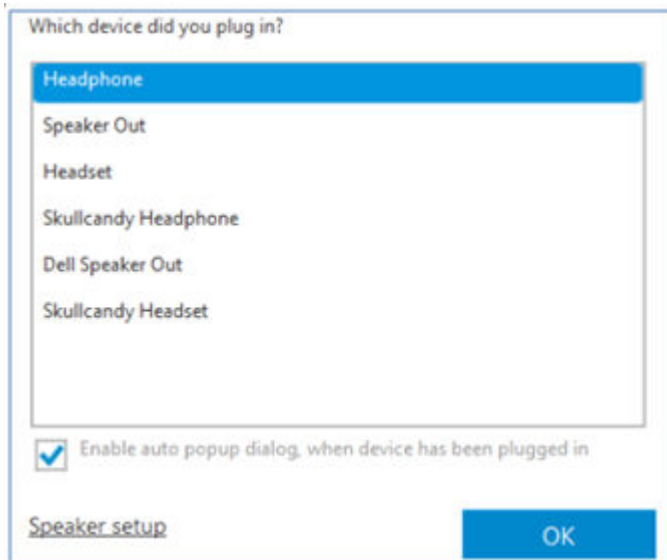 Which device did you plug in?
Headphone
Speaker Out
Headset
Skullcandy Headphone
Dell Speaker Out
Skullcandy Headset
Enable auto popup dialog, when device has been plugged in
Speaker setup
OK